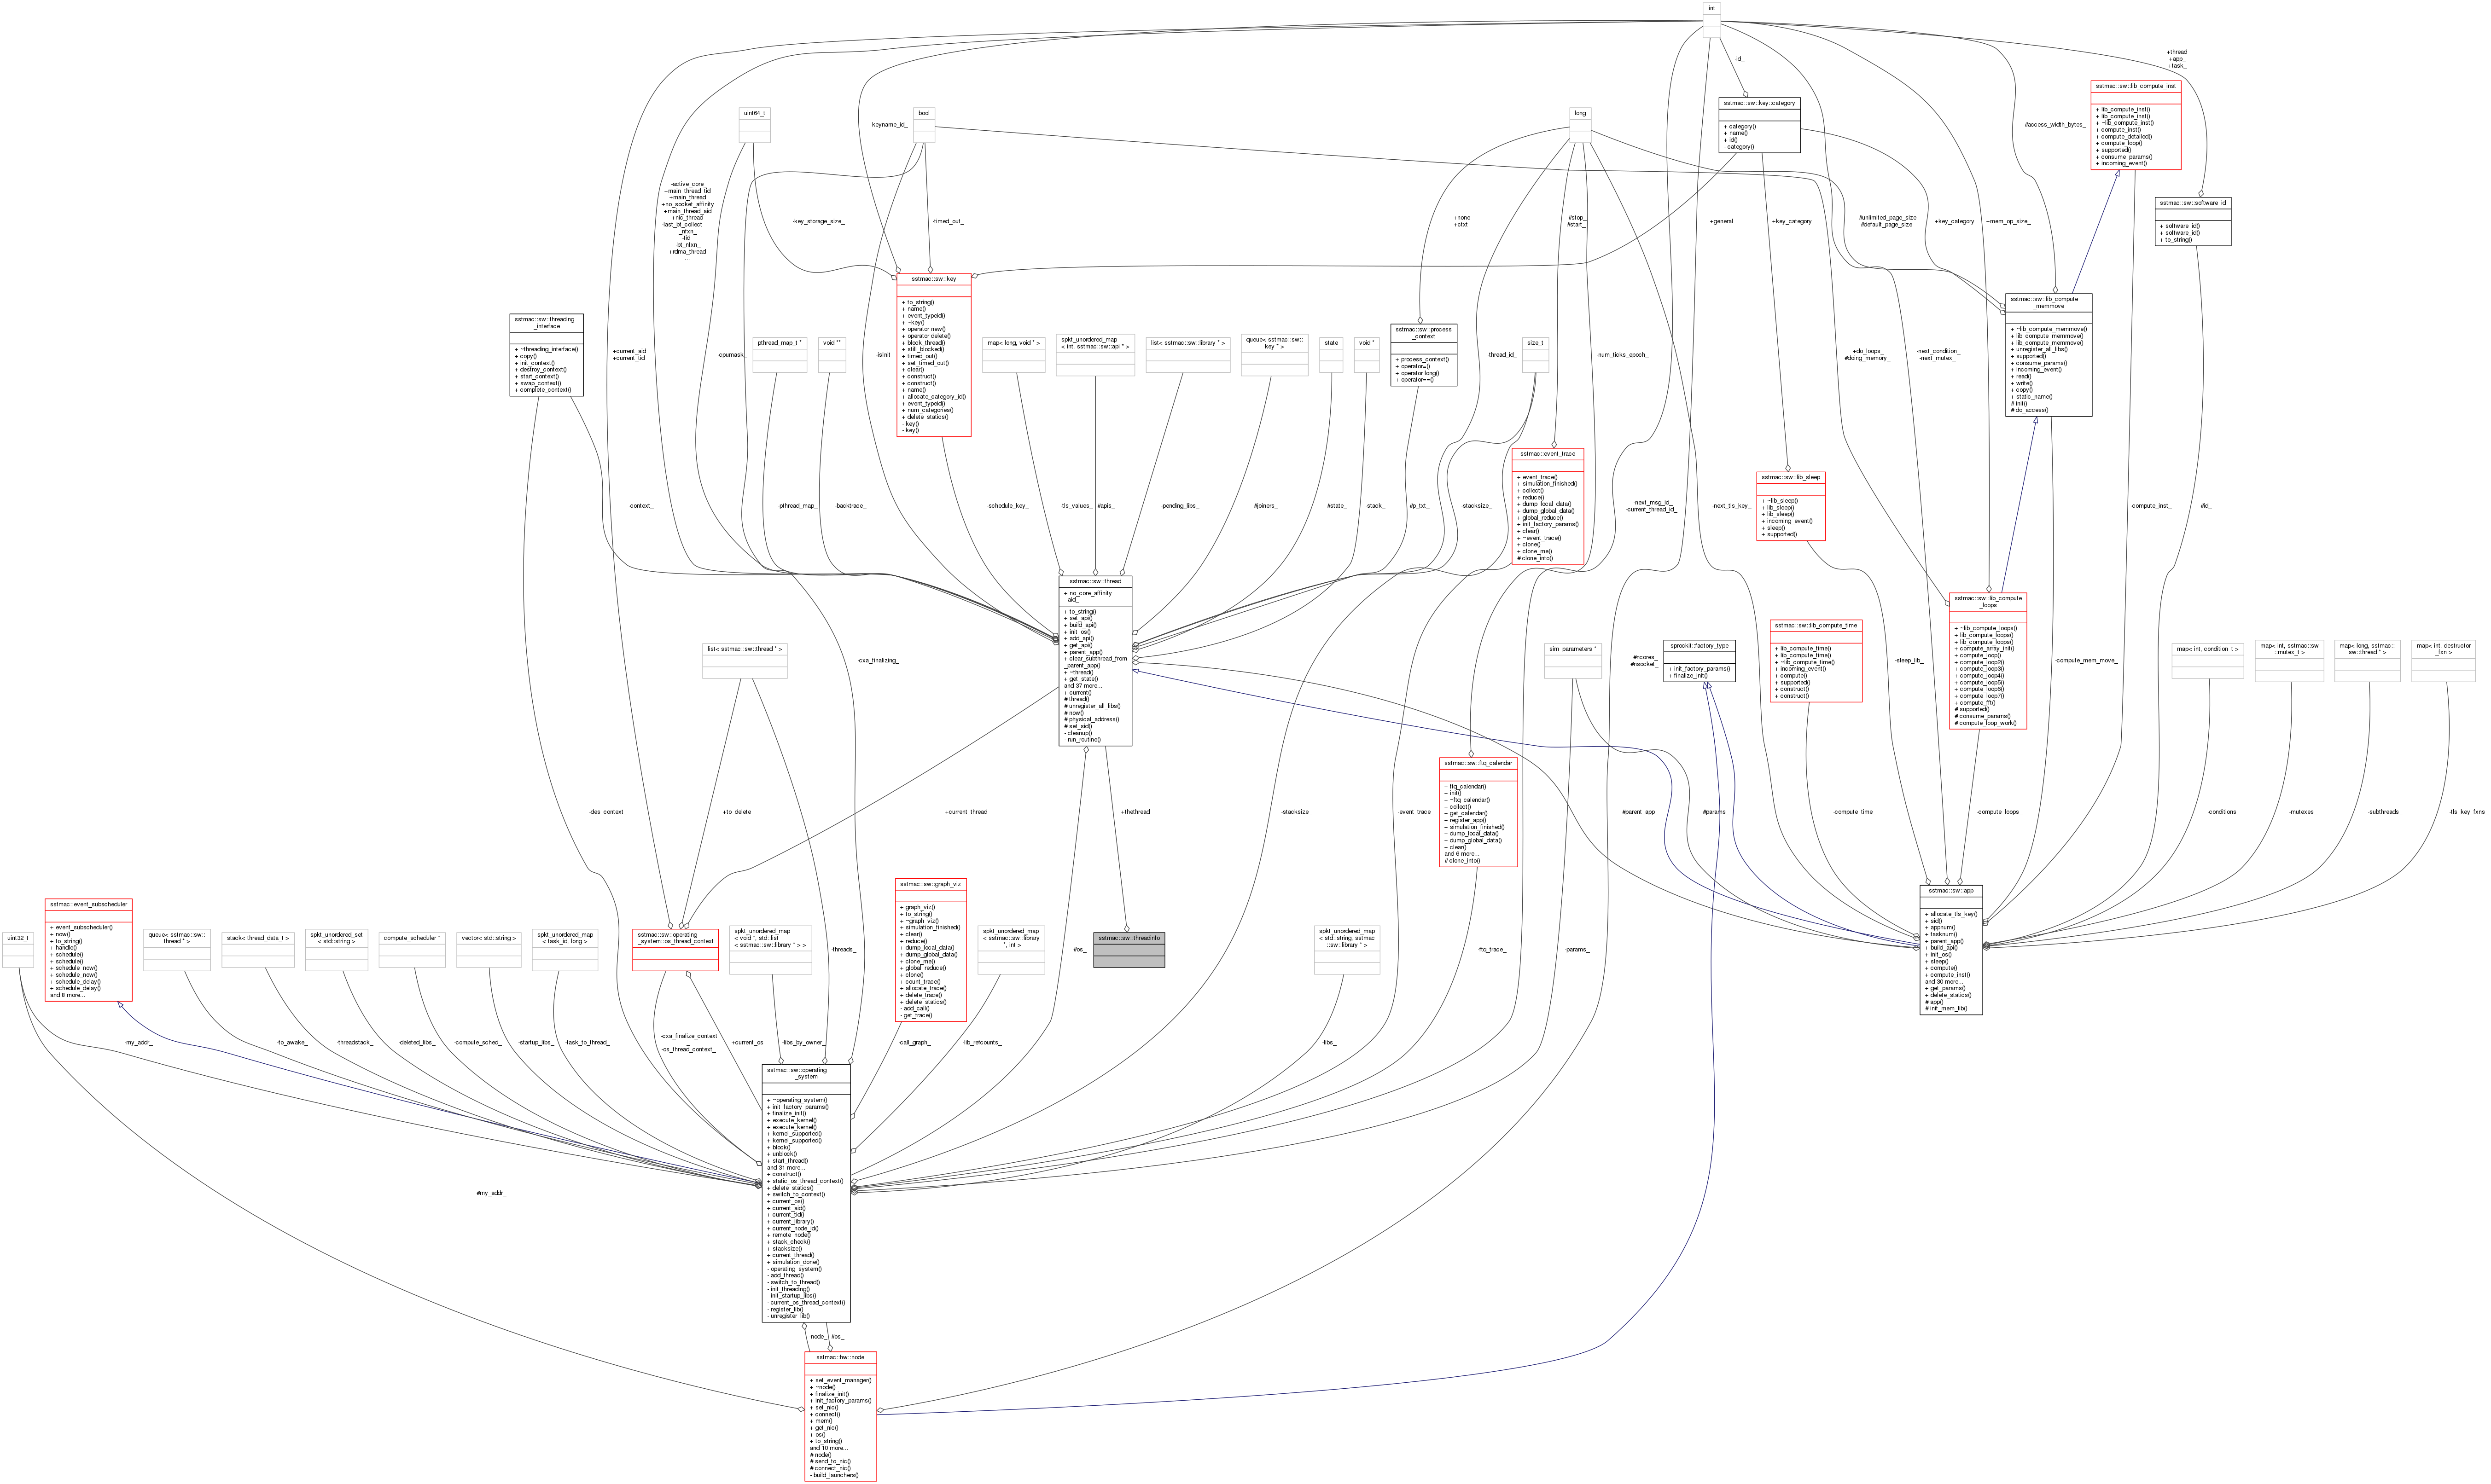 int
+thread_
+app_
+task_
-id_
sstmac::sw::lib_compute_inst
+ lib_compute_inst()
+ lib_compute_inst()
+ ~lib_compute_inst()
+ compute_inst()
+ compute_detailed()
+ compute_loop()
+ supported()
+ consume_params()
+ incoming_event()
uint64_t
bool
long
sstmac::sw::key::category
+ category()
+ name()
+ id()
- category()
-keyname_id_
#access_width_bytes_
-active_core_
+main_thread_tid
+main_thread
+no_socket_affinity
+main_thread_aid
+nic_thread
-last_bt_collect
_nfxn_
-tid_
-bt_nfxn_
+rdma_thread
...
-key_storage_size_
-timed_out_
+none
+ctxt
#stop_
#start_
+general
+key_category
#unlimited_page_size
#default_page_size
+key_category
+mem_op_size_
sstmac::sw::software_id
+ software_id()
+ software_id()
+ to_string()
sstmac::sw::key
+ to_string()
+ name()
+ event_typeid()
+ ~key()
+ operator new()
+ operator delete()
+ block_thread()
+ still_blocked()
+ timed_out()
+ set_timed_out()
+ clear()
+ construct()
+ construct()
+ name()
+ allocate_category_id()
+ event_typeid()
+ num_categories()
+ delete_statics()
- key()
- key()
sstmac::sw::lib_compute
_memmove
+ ~lib_compute_memmove()
+ lib_compute_memmove()
+ lib_compute_memmove()
+ unregister_all_libs()
+ supported()
+ consume_params()
+ incoming_event()
+ read()
+ write()
+ copy()
+ static_name()
# init()
# do_access()
sstmac::sw::threading
_interface
+ ~threading_interface()
+ copy()
+ init_context()
+ destroy_context()
+ start_context()
+ swap_context()
+ complete_context()
+current_aid
+current_tid
-cpumask_
pthread_map_t *
void **
-isInit
map< long, void * >
spkt_unordered_map
< int, sstmac::sw::api * >
list< sstmac::sw::library * >
queue< sstmac::sw::
key * >
state
void *
sstmac::sw::process
_context
+ process_context()
+ operator=()
+ operator long()
+ operator==()
-thread_id_
size_t
-num_ticks_epoch_
+do_loops_
#doing_memory_
-next_condition_
-next_mutex_
sstmac::event_trace
+ event_trace()
+ simulation_finished()
+ collect()
+ reduce()
+ dump_local_data()
+ dump_global_data()
+ global_reduce()
+ init_factory_params()
+ clear()
+ ~event_trace()
+ clone()
+ clone_me()
# clone_into()
sstmac::sw::lib_sleep
+ ~lib_sleep()
+ lib_sleep()
+ lib_sleep()
+ incoming_event()
+ sleep()
+ supported()
-context_
-pthread_map_
-backtrace_
-schedule_key_
-tls_values_
#apis_
-pending_libs_
#joiners_
#state_
-stack_
#p_txt_
-stacksize_
-next_msg_id_
-current_thread_id_
-next_tls_key_
-compute_inst_
#id_
sstmac::sw::thread
+ no_core_affinity
- aid_
+ to_string()
+ set_api()
+ build_api()
+ init_os()
+ add_api()
+ get_api()
+ parent_app()
+ clear_subthread_from
_parent_app()
+ ~thread()
+ get_state()
and 37 more...
+ current()
# thread()
# unregister_all_libs()
# now()
# physical_address()
# set_sid()
- cleanup()
- run_routine()
sstmac::sw::lib_compute
_loops
+ ~lib_compute_loops()
+ lib_compute_loops()
+ lib_compute_loops()
+ compute_array_init()
+ compute_loop()
+ compute_loop2()
+ compute_loop3()
+ compute_loop4()
+ compute_loop5()
+ compute_loop6()
+ compute_loop7()
+ compute_fft()
# supported()
# consume_params()
# compute_loop_work()
list< sstmac::sw::thread * >
-cxa_finalizing_
sim_parameters *
#ncores_
#nsocket_
sprockit::factory_type
+ init_factory_params()
+ finalize_init()
sstmac::sw::lib_compute_time
+ lib_compute_time()
+ lib_compute_time()
+ ~lib_compute_time()
+ incoming_event()
+ compute()
+ supported()
+ construct()
+ construct()
-sleep_lib_
-compute_mem_move_
map< int, condition_t >
map< int, sstmac::sw
::mutex_t >
map< long, sstmac::
sw::thread * >
map< int, destructor
_fxn >
sstmac::sw::ftq_calendar
+ ftq_calendar()
+ init()
+ ~ftq_calendar()
+ collect()
+ get_calendar()
+ register_app()
+ simulation_finished()
+ dump_local_data()
+ dump_global_data()
+ clear()
and 6 more...
# clone_into()
-des_context_
+to_delete
+current_thread
+thethread
-stacksize_
-event_trace_
#parent_app_
#params_
-compute_time_
-compute_loops_
-conditions_
-mutexes_
-subthreads_
-tls_key_fxns_
uint32_t
sstmac::event_subscheduler
+ event_subscheduler()
+ now()
+ to_string()
+ handle()
+ schedule()
+ schedule()
+ schedule_now()
+ schedule_now()
+ schedule_delay()
+ schedule_delay()
and 8 more...
queue< sstmac::sw::
thread * >
stack< thread_data_t >
spkt_unordered_set
< std::string >
compute_scheduler *
vector< std::string >
spkt_unordered_map
< task_id, long >
sstmac::sw::operating
_system::os_thread_context
spkt_unordered_map
< void *, std::list
< sstmac::sw::library * > >
-threads_
sstmac::sw::graph_viz
+ graph_viz()
+ to_string()
+ ~graph_viz()
+ simulation_finished()
+ clear()
+ reduce()
+ dump_local_data()
+ dump_global_data()
+ clone_me()
+ global_reduce()
+ clone()
+ count_trace()
+ allocate_trace()
+ delete_trace()
+ delete_statics()
- add_call()
- get_trace()
spkt_unordered_map
< sstmac::sw::library
*, int >
#os_
sstmac::sw::threadinfo
spkt_unordered_map
< std::string, sstmac
::sw::library * >
-ftq_trace_
-params_
sstmac::sw::app
+ allocate_tls_key()
+ sid()
+ appnum()
+ tasknum()
+ parent_app()
+ build_api()
+ init_os()
+ sleep()
+ compute()
+ compute_inst()
and 30 more...
+ get_params()
+ delete_statics()
# app()
# init_mem_lib()
-my_addr_
-to_awake_
-threadstack_
-deleted_libs_
-compute_sched_
-startup_libs_
-task_to_thread_
-cxa_finalize_context
_
-os_thread_context_
+current_os
-libs_by_owner_
-call_graph_
-lib_refcounts_
-libs_
sstmac::sw::operating
_system
+ ~operating_system()
+ init_factory_params()
+ finalize_init()
+ execute_kernel()
+ execute_kernel()
+ kernel_supported()
+ kernel_supported()
+ block()
+ unblock()
+ start_thread()
and 31 more...
+ construct()
+ static_os_thread_context()
+ delete_statics()
+ switch_to_context()
+ current_os()
+ current_aid()
+ current_tid()
+ current_library()
+ current_node_id()
+ remote_node()
+ stack_check()
+ stacksize()
+ current_thread()
+ simulation_done()
- operating_system()
- add_thread()
- switch_to_thread()
- init_threading()
- init_startup_libs()
- current_os_thread_context()
- register_lib()
- unregister_lib()
#my_addr_
-node_
#os_
sstmac::hw::node
+ set_event_manager()
+ ~node()
+ finalize_init()
+ init_factory_params()
+ set_nic()
+ connect()
+ mem()
+ get_nic()
+ os()
+ to_string()
and 10 more...
# node()
# send_to_nic()
# connect_nic()
- build_launchers()